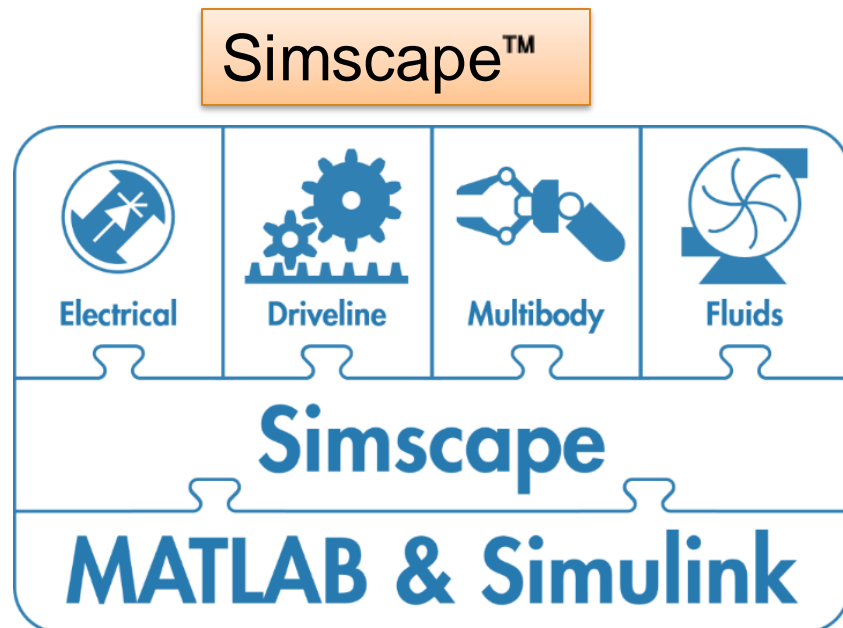 Simscape™
Electrical Driveline Multibody Fluids
Simscape
MATLAB & Simulink